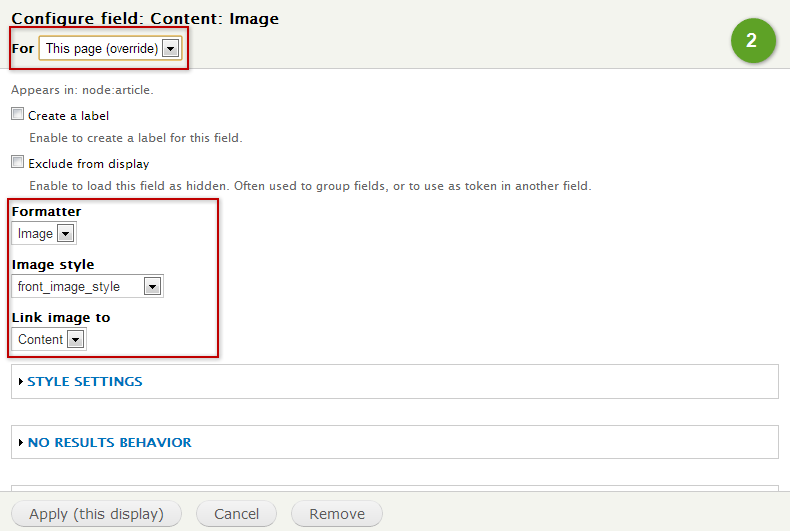 Configure field: Content: Image
For This page (override)
2
Appears in: node:article.
Create a label
Enable to create a label for this field.
Exclude from display
Enable to load this field as hidden. Often used to group fields, or to use as token in another field.
Formatter
Image
Image style
front_image_style
Link image to
Content
STYLE SETTINGS
NO RESULTS BEHAVIOR
Apply (this display) Cancel Remove